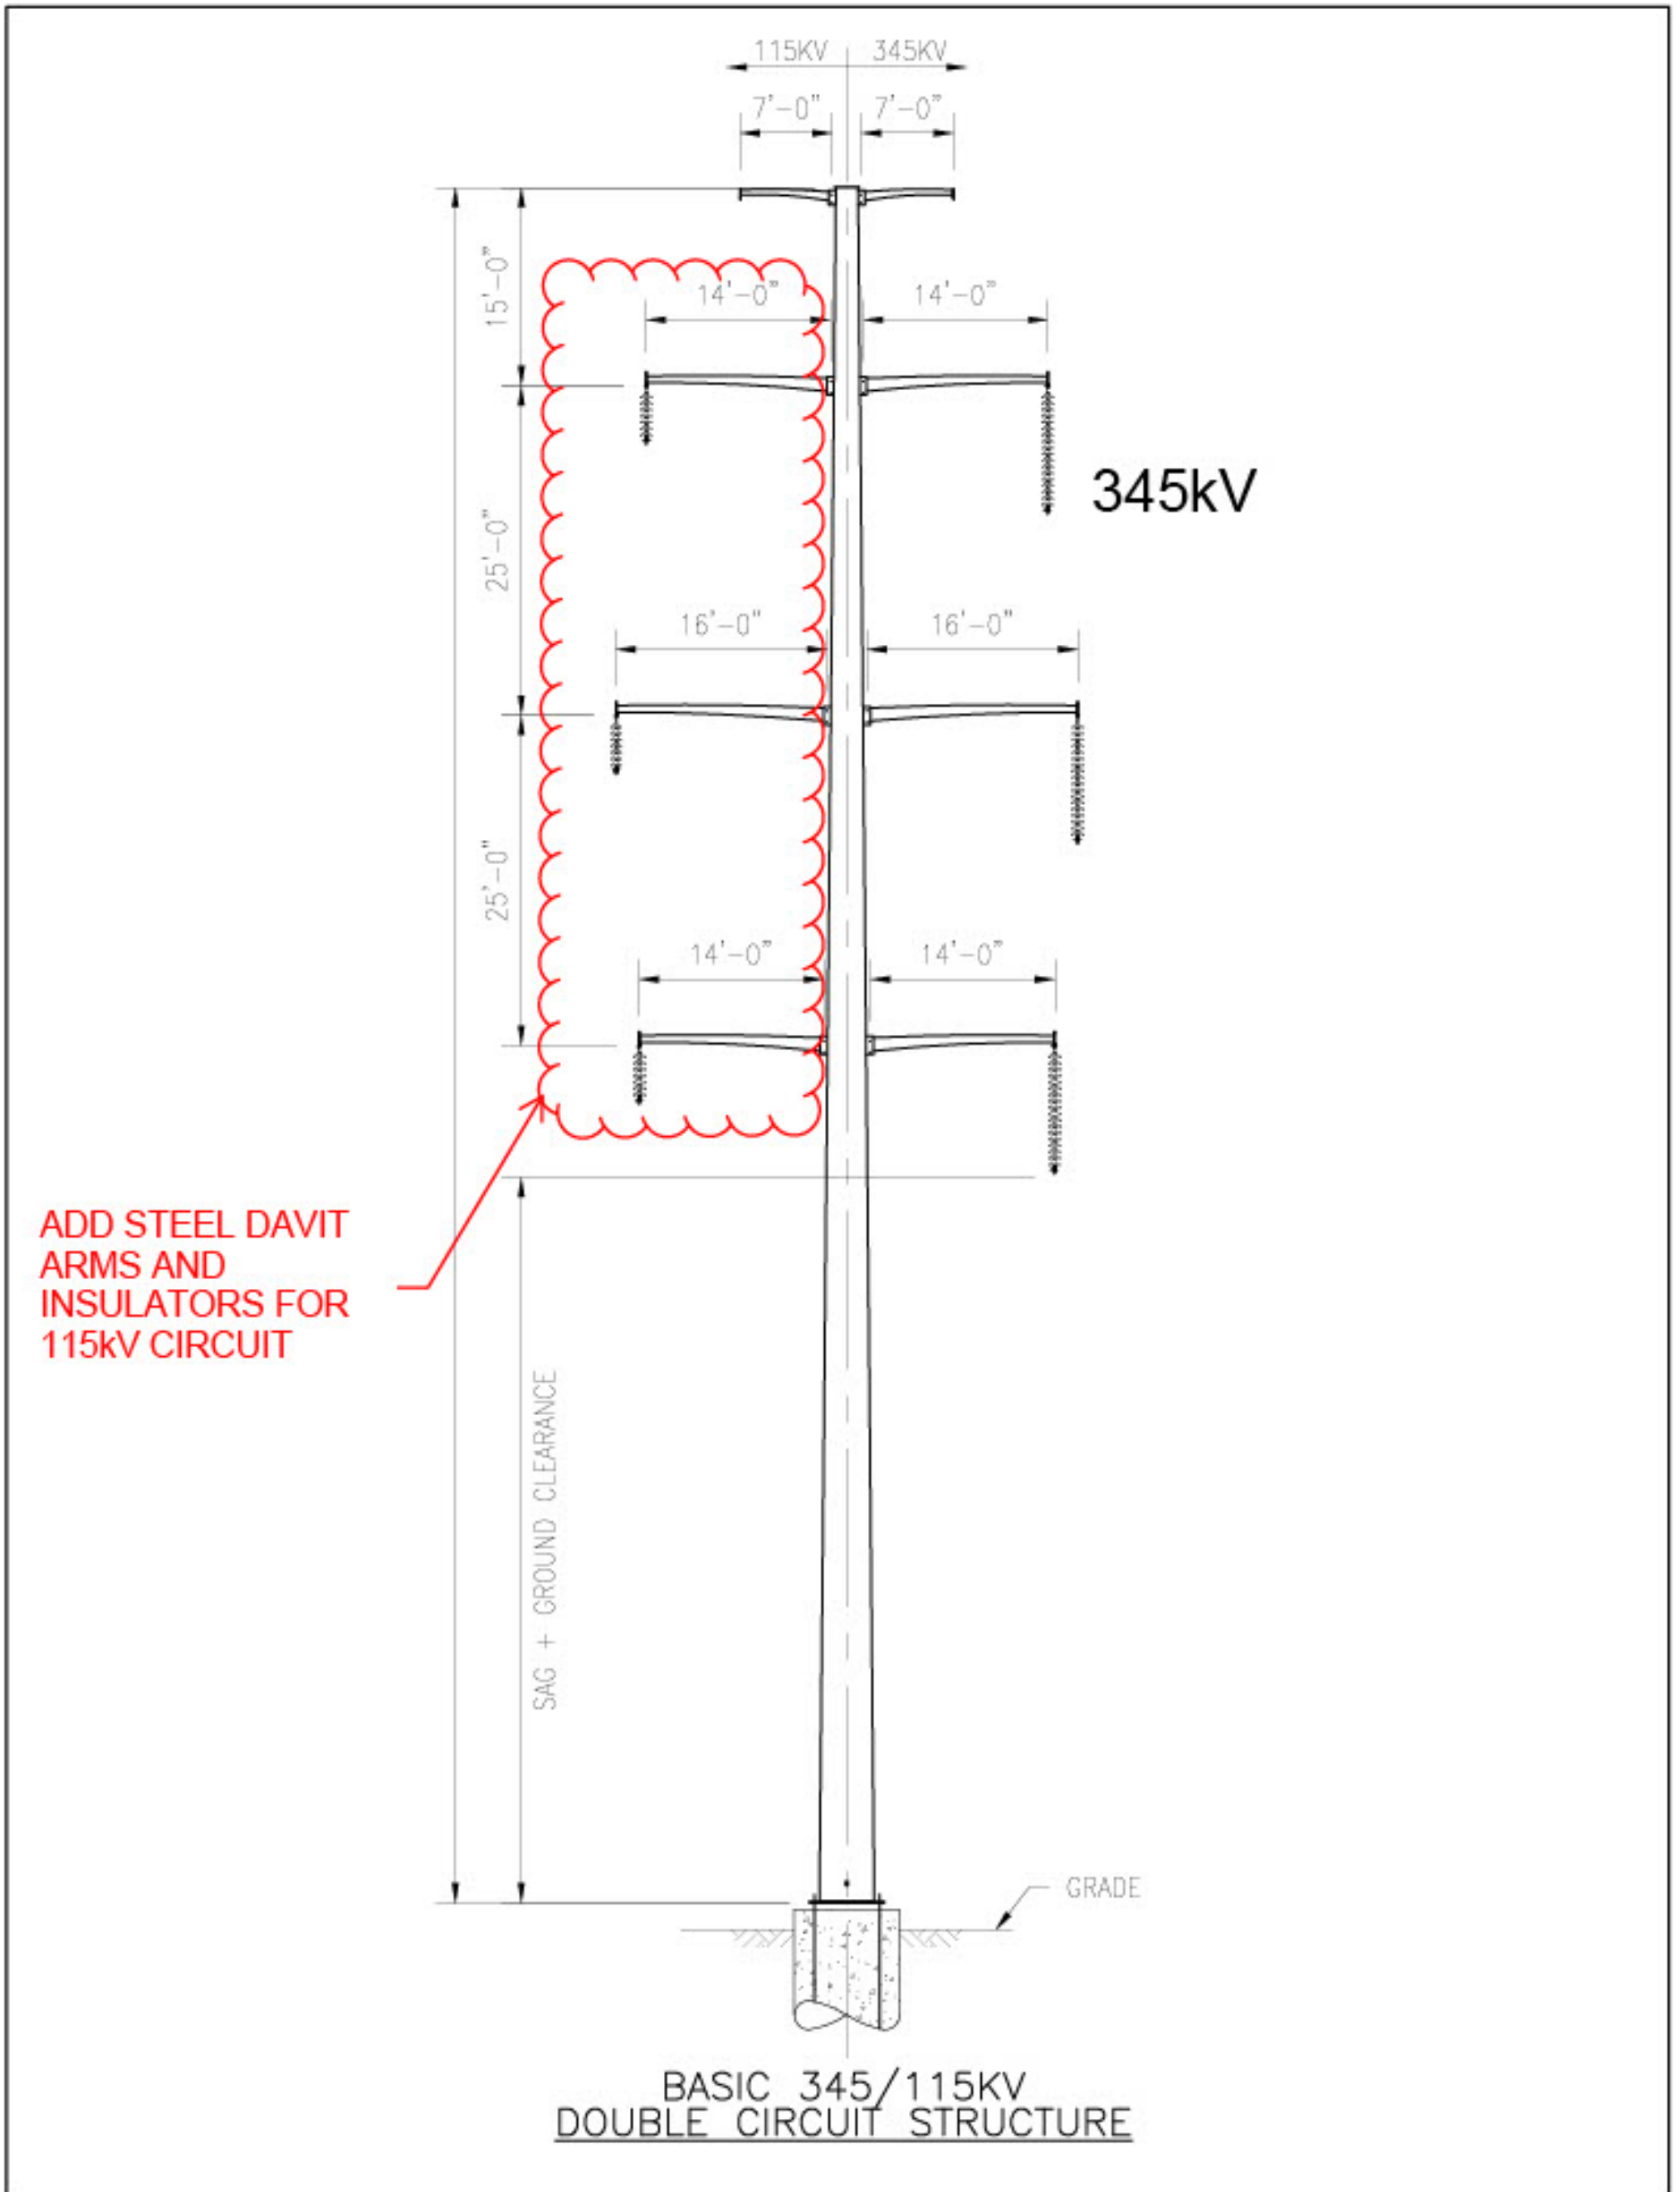 115KV 345KV
7'-0" 7'-0"
15'-0"
14'-0" 14'-0"
345kV
25'-0"
16'-0" 16'-0"
25'-0"
14'-0" 14'-0"
ADD STEEL DAVIT
ARMS AND
INSULATORS FOR
115kV CIRCUIT
SAG + GROUND CLEARANCE
GRADE
BASIC 345/115KV
DOUBLE CIRCUIT STRUCTURE